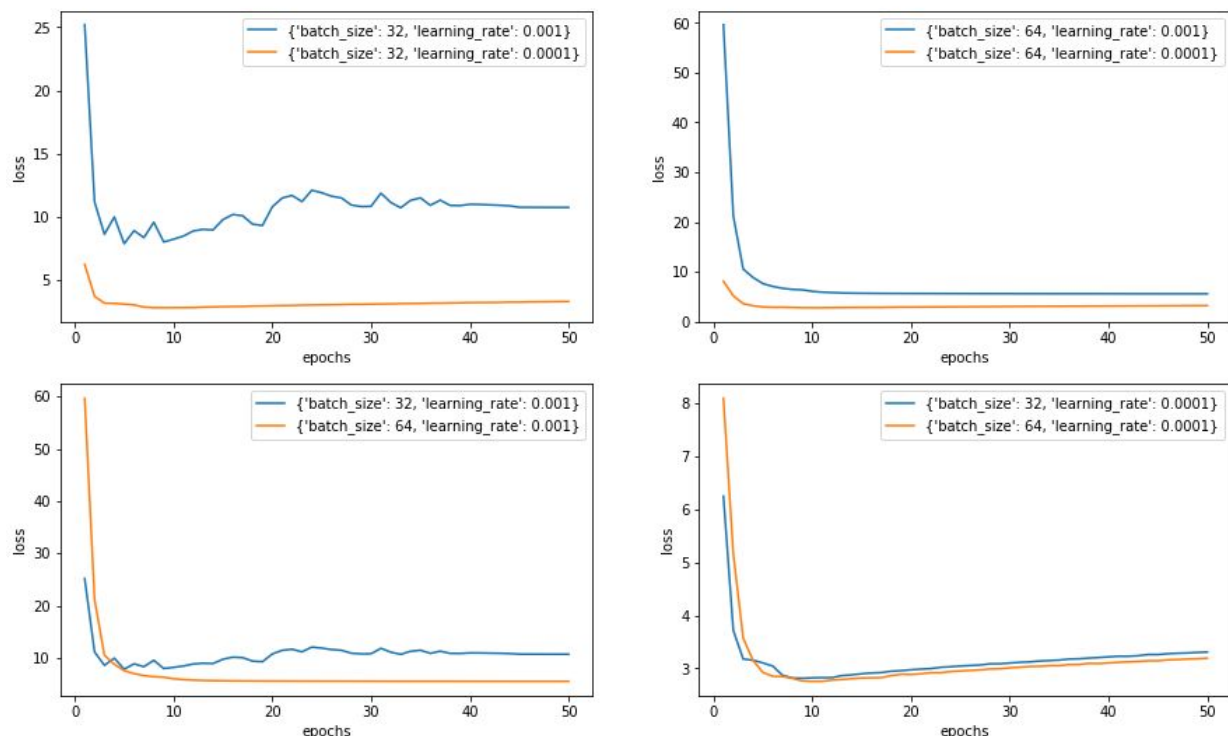 {'batch_size': 32, 'learning_rate': 0.001}
{'batch_size': 32, 'learning_rate': 0.0001}
25
20
15
10
5
loss
0 10 20 30 40 50
epochs
{'batch_size': 64, 'learning_rate': 0.001}
{'batch_size': 64, 'learning_rate': 0.0001}
60
50
40
30
20
10
0
loss
0 10 20 30 40 50
epochs
{'batch_size': 32, 'learning_rate': 0.001}
{'batch_size': 64, 'learning_rate': 0.001}
60
50
40
30
20
10
loss
0 10 20 30 40 50
epochs
{'batch_size': 32, 'learning_rate': 0.0001}
{'batch_size': 64, 'learning_rate': 0.0001}
8
7
6
5
4
3
loss
0 10 20 30 40 50
epochs